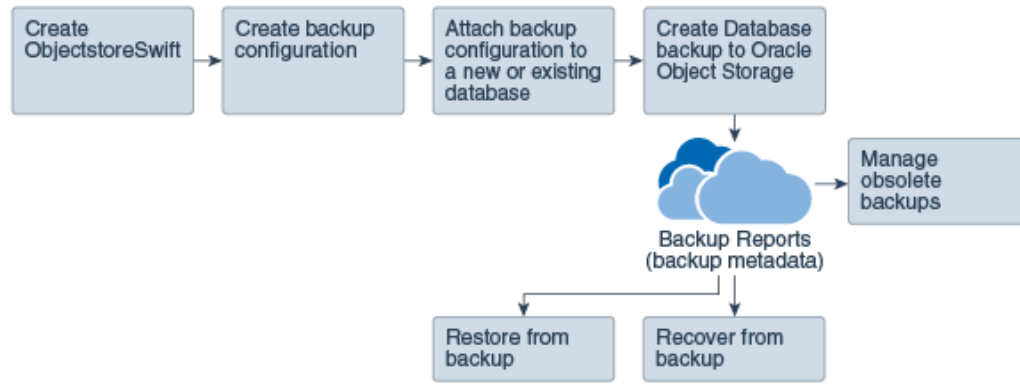 Create
ObjectstoreSwift
Create backup
configuration
Attach backup
configuration to
a new or existing
database
Create Database
backup to Oracle
Object Storage
Manage
obsolete
backups
Backup Reports
(backup metadata)
Restore from
backup
Recover from
backup